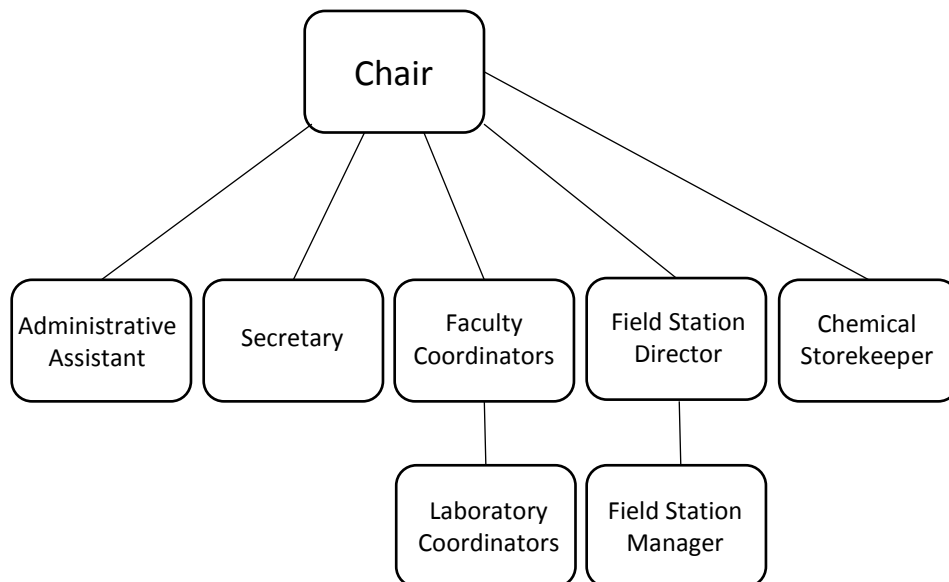 Chair
Administrative
Assistant
Secretary
Faculty
Coordinators
Field Station
Director
Chemical
Storekeeper
Laboratory
Coordinators
Field Station
Manager